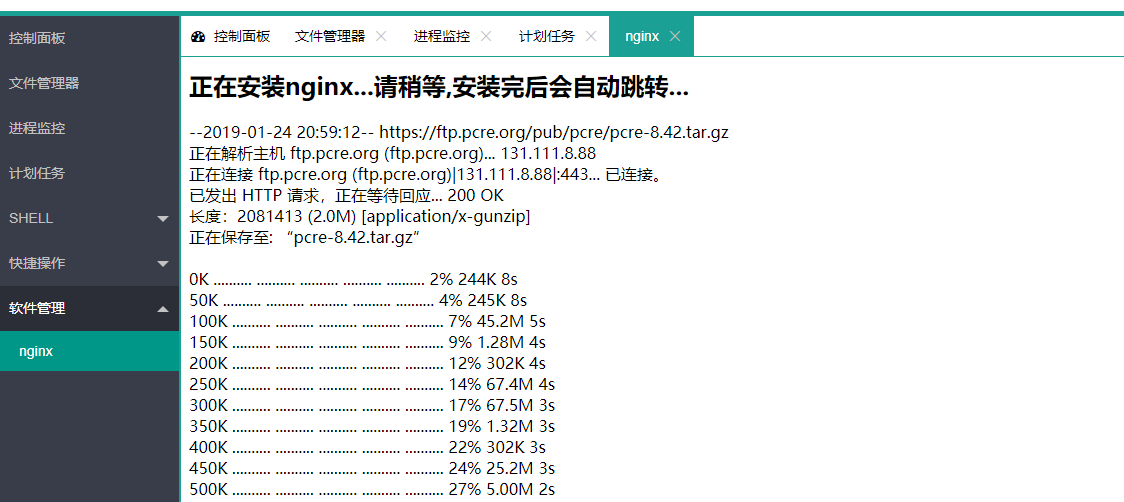 控制面板
文件管理器
进程监控
计划任务
SHELL
快捷操作
软件管理
nginx
控制面板 文件管理器 进程监控 计划任务 nginx
正在安装nginx...请稍等,安装完后会自动跳转...
--2019-01-24 20:59:12-- https://ftp.pcre.org/pub/pcre/pcre-8.42.tar.gz
正在解析主机 ftp.pcre.org (ftp.pcre.org)... 131.111.8.88
正在连接 ftp.pcre.org (ftp.pcre.org)|131.111.8.88|:443... 已连接。
已发出 HTTP 请求，正在等待回应... 200 OK
长度：2081413 (2.0M) [application/x-gunzip]
正在保存至: “pcre-8.42.tar.gz”
0K .......... .......... .......... .......... .......... 2% 244K 8s
50K .......... .......... .......... .......... .......... 4% 245K 8s
100K .......... .......... .......... .......... .......... 7% 45.2M 5s
150K .......... .......... .......... .......... .......... 9% 1.28M 4s
200K .......... .......... .......... .......... .......... 12% 302K 4s
250K .......... .......... .......... .......... .......... 14% 67.4M 4s
300K .......... .......... .......... .......... .......... 17% 67.5M 3s
350K .......... .......... .......... .......... .......... 19% 1.32M 3s
400K .......... .......... .......... .......... .......... 22% 302K 3s
450K .......... .......... .......... .......... .......... 24% 25.2M 3s
500K .......... .......... .......... .......... .......... 27% 5.00M 2s